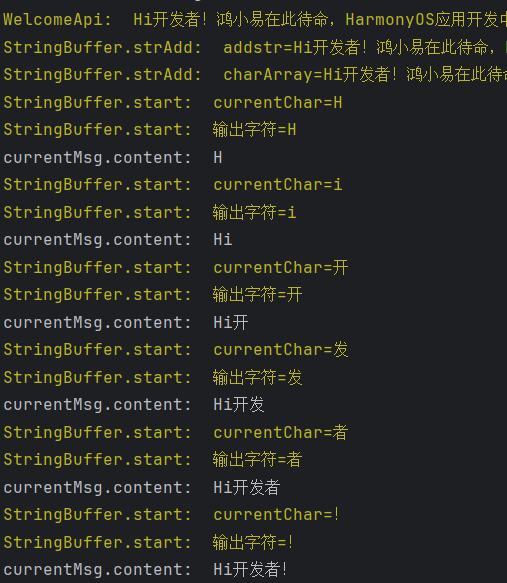 WelcomeApi: Hi开发者！鸿小易在此待命，HarmonyOS应用开发中
StringBuffer.strAdd: addstr=Hi开发者！鸿小易在此待命，
StringBuffer.strAdd: charArray=Hi开发者！鸿小易在此待
StringBuffer.start: currentChar=H
StringBuffer.start: 输出字符=H
currentMsg.content: H
StringBuffer.start: currentChar=i
StringBuffer.start: 输出字符=i
currentMsg.content: Hi
StringBuffer.start: currentChar=开
StringBuffer.start: 输出字符=开
currentMsg.content: Hi开
StringBuffer.start: currentChar=发
StringBuffer.start: 输出字符=发
currentMsg.content: Hi开发
StringBuffer.start: currentChar=者
StringBuffer.start: 输出字符=者
currentMsg.content: Hi开发者
StringBuffer.start: currentChar=！
StringBuffer.start: 输出字符=！
currentMsg.content: Hi开发者！